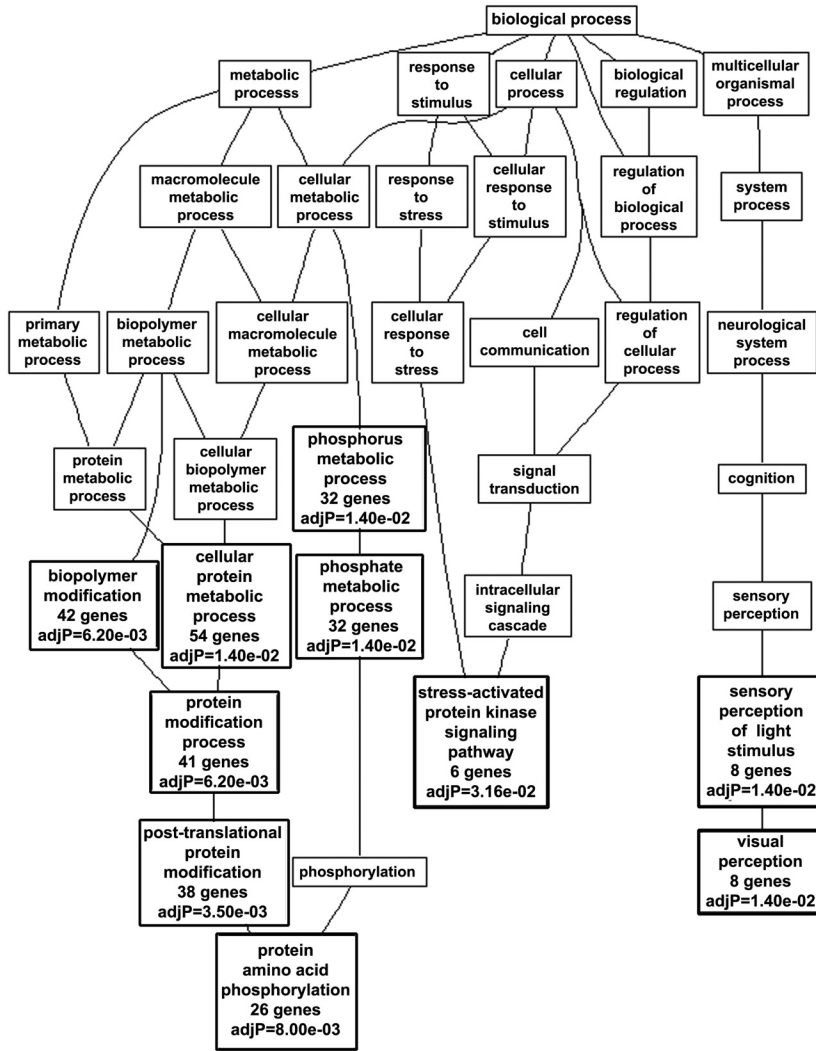 biological process
metabolic
processs
response
to
stimulus
cellular
process
biological
regulation
multicellular
organismal
process
macromolecule
metabolic
process
cellular
metabolic
process
response
to
stress
cellular
response
to
stimulus
regulation
of
biological
process
system
process
primary
metabolic
process
biopolymer
metabolic
process
cellular
macromolecule
metabolic
process
cellular
response
to
stress
cell
communication
regulation
of
cellular
process
neurological
system
process
protein
metabolic
process
cellular
biopolymer
metabolic
process
phosphorus
metabolic
process
32 genes
adjP=1.40e-02
signal
transduction
cognition
biopolymer
modification
42 genes
adjP=6.20e-03
cellular
protein
metabolic
process
54 genes
adjP=1.40e-02
phosphate
metabolic
process
32 genes
adjP=1.40e-02
intracellular
signaling
cascade
sensory
perception
protein
modification
process
41 genes
adjP=6.20e-03
stress-activated
protein kinase
signaling
pathway
6 genes
adjP=3.16e-02
sensory
perception
of light
stimulus
8 genes
adjP=1.40e-02
post-translational
protein
modification
38 genes
adjP=3.50e-03
phosphorylation
visual
perception
8 genes
adjP=1.40e-02
protein
amino acid
phosphorylation
26 genes
adjP=8.00e-03